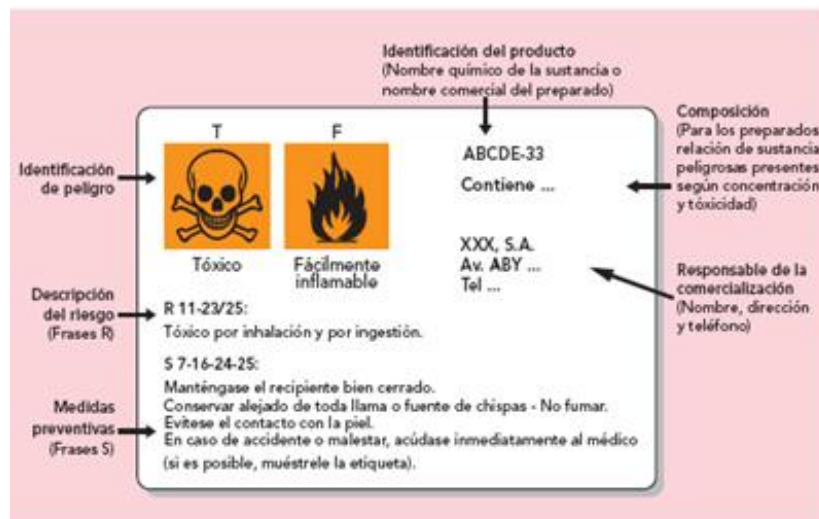 Identificación del producto
(Nombre químico de la sustancia o
nombre comercial del preparado)
Composición
(Para los preparados
relación de sustancia
peligrosas presentes
según concentración
y tóxicidad)
Identificación
de peligro
T
F
Tóxico
Fácilmente
inflamable
ABCDE-33
Contiene ...
XXX, S.A.
Av. ABY ...
Tel ...
Responsable de la
comercialización
(Nombre, dirección
y teléfono)
Descripción
del riesgo
(Frases R)
R 11-23/25:
Tóxico por inhalación y por ingestión.
S 7-16-24-25:
Manténgase el recipiente bien cerrado.
Conservar alejado de toda llama o fuente de chispas - No fumar.
Evítese el contacto con la piel.
En caso de accidente o malestar, acúdase inmediatamente al médico
(si es posible, muéstrele la etiqueta).
Medidas
preventivas
(Frases S)